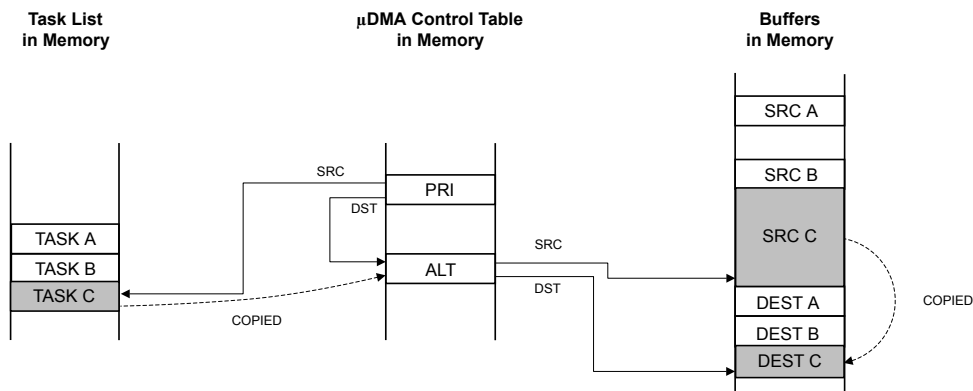 Task List
in Memory
μDMA Control Table
in Memory
Buffers
in Memory
SRC A
SRC
PRI
SRC B
DST
TASK A
SRC C
TASK B
ALT
SRC
TASK C
DST
COPIED
DEST A
COPIED
DEST B
DEST C